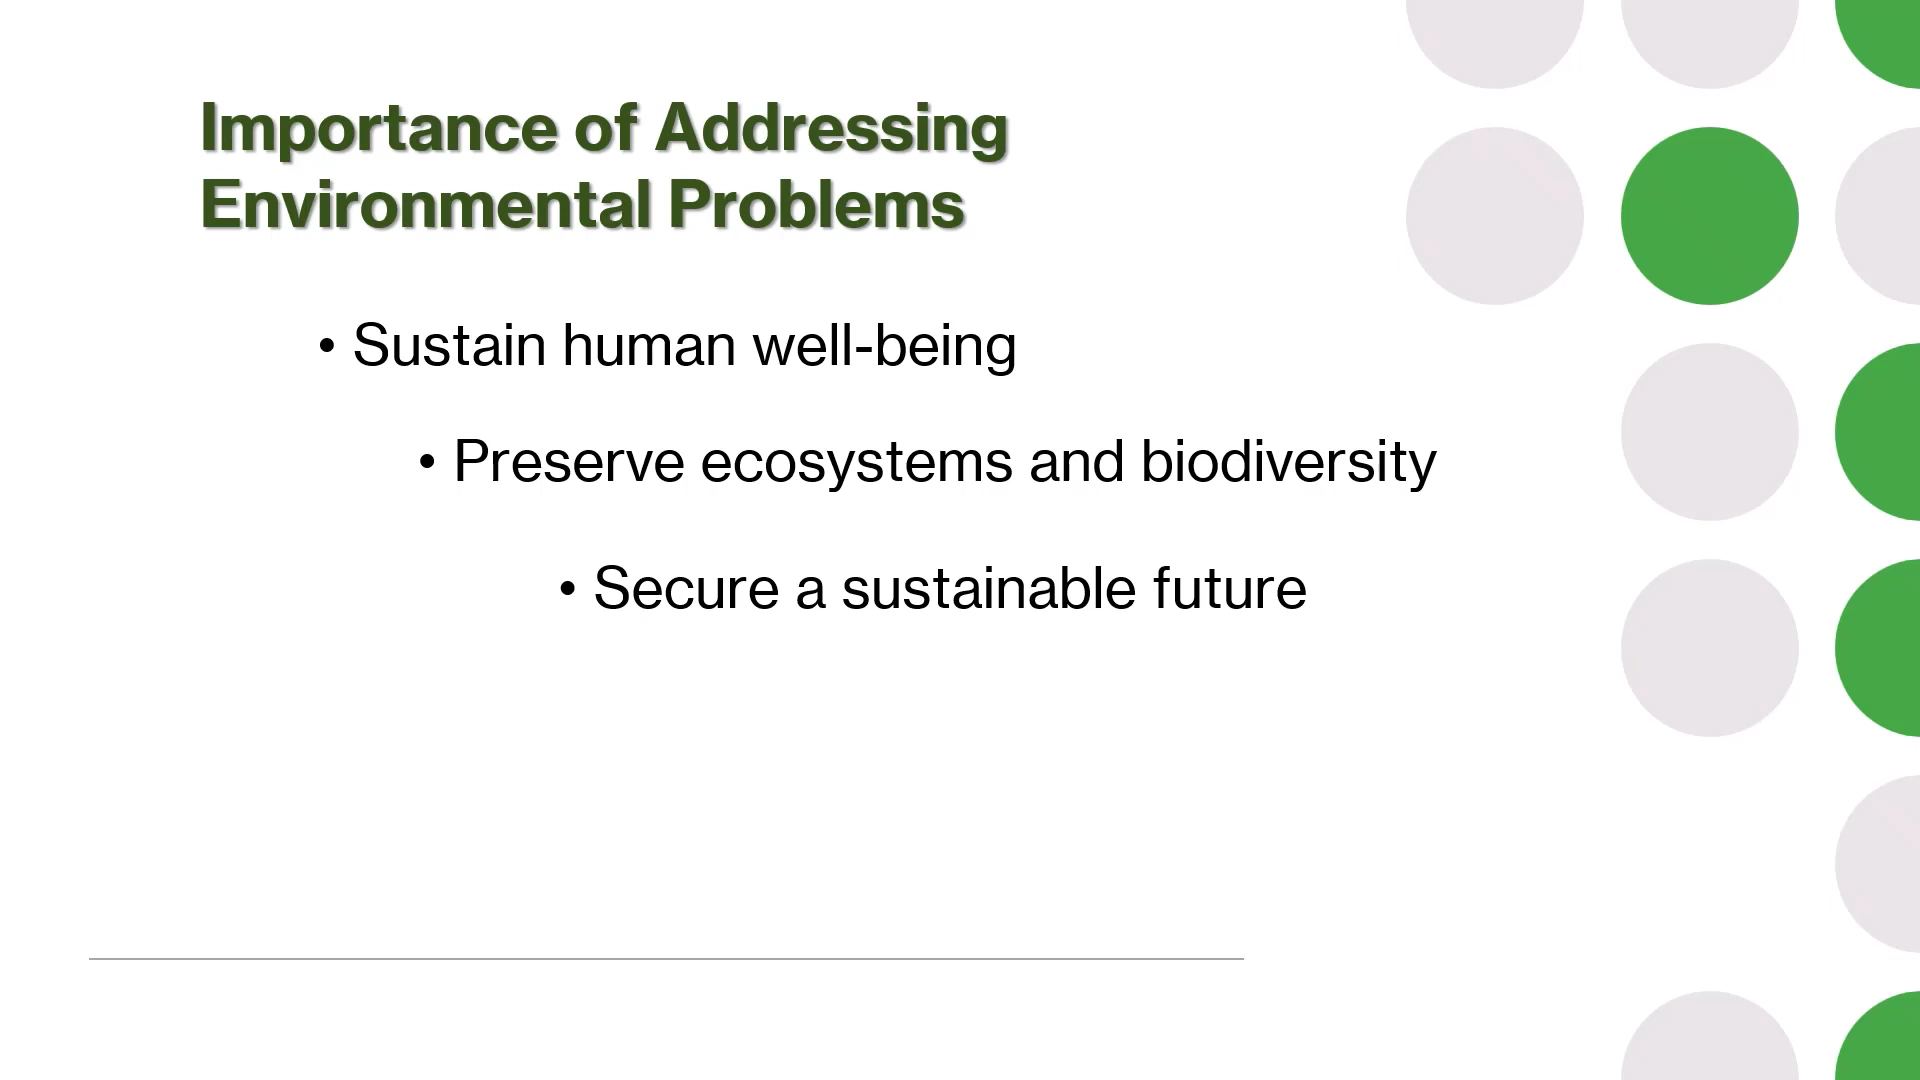 Importance of Addressing
Environmental Problems
• Sustain human well-being
• Preserve ecosystems and biodiversity
• Secure a sustainable future